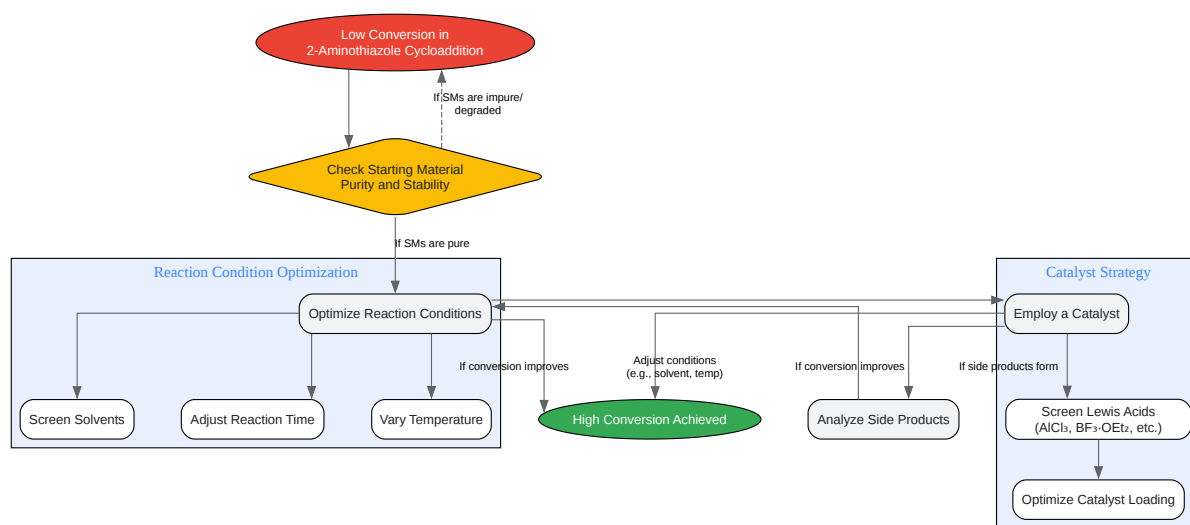 Low Conversion in
2-Aminothiazole Cycloaddition
If SMs are impure/
degraded
Check Starting Material
Purity and Stability
If SMs are pure
Reaction Condition Optimization
Catalyst Strategy
Optimize Reaction Conditions
Employ a Catalyst
If conversion improves
Adjust conditions
(e.g., solvent, temp)
If conversion improves
If side products form
Screen Solvents
Adjust Reaction Time
Vary Temperature
High Conversion Achieved
Analyze Side Products
Screen Lewis Acids
(AlCl₃, BF₃·OEt₂, etc.)
Optimize Catalyst Loading